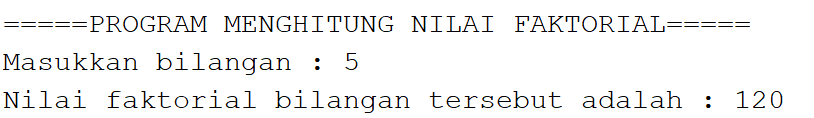 =====PROGRAM MENGHITUNG NILAI FAKTORIAL=====
Masukkan bilangan : 5
Nilai faktorial bilangan tersebut adalah : 120